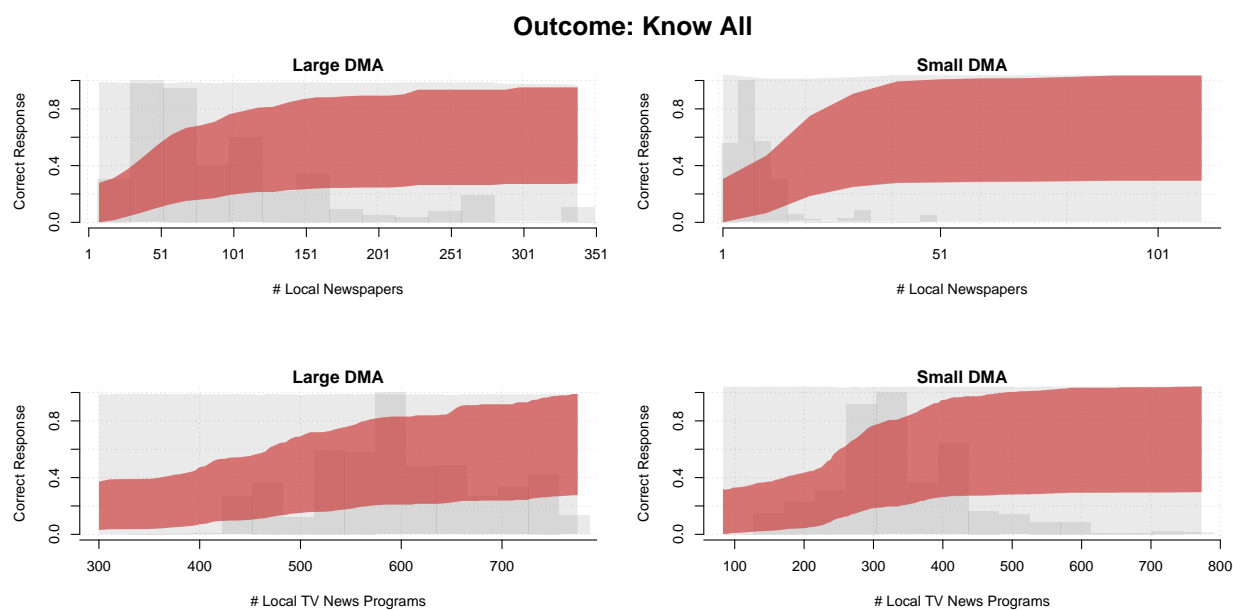 Outcome: Know All
Large DMA
Correct Response
0.0 0.4 0.8
1 51 101 151 201 251 301 351
# Local Newspapers
Small DMA
Correct Response
0.0 0.4 0.8
1 51 101
# Local Newspapers
Large DMA
Correct Response
0.0 0.4 0.8
300 400 500 600 700
# Local TV News Programs
Small DMA
Correct Response
0.0 0.4 0.8
100 200 300 400 500 600 700 800
# Local TV News Programs